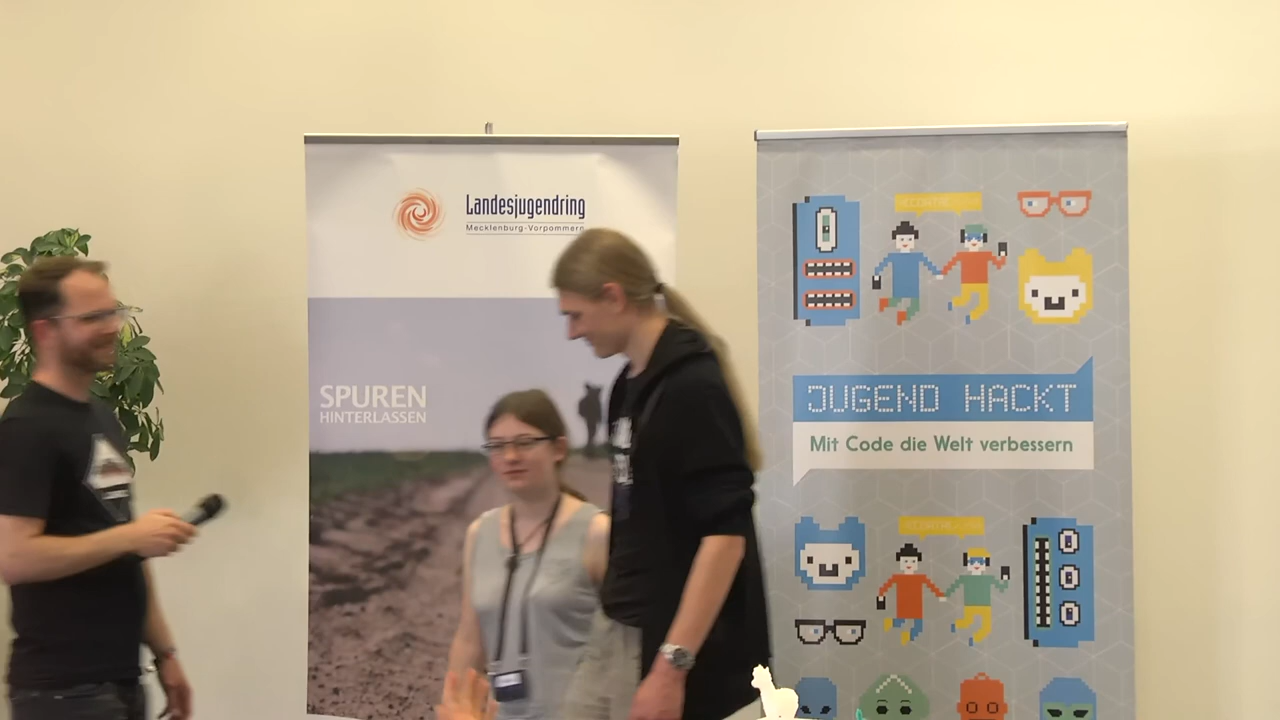 Landesjugendring
Mecklenburg-Vorpommern
SPUREN
HINTERLASSEN
JUGEND HACKT
Mit Code die Welt verbessern